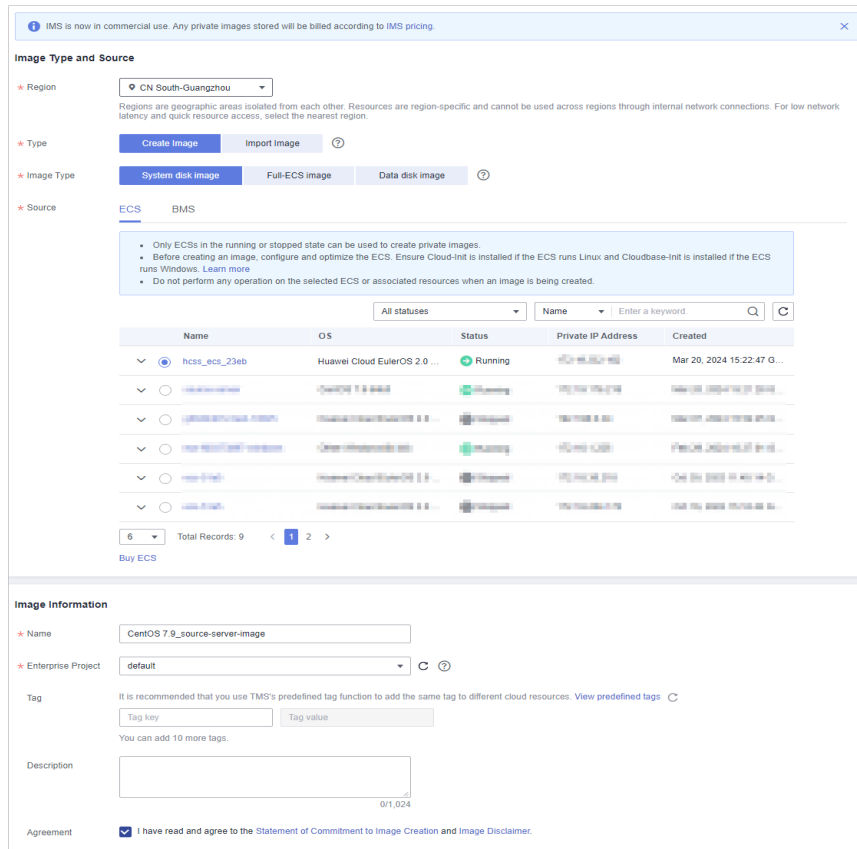 IMS is now in commercial use. Any private images stored will be billed according to IMS pricing.
Image Type and Source
* Region
CN South-Guangzhou
Regions are geographic areas isolated from each other. Resources are region-specific and cannot be used across regions through internal network connections. For low network
latency and quick resource access, select the nearest region.
* Type
Create Image Import Image
* Image Type
System disk image Full-ECS image Data disk image
* Source
ECS BMS
• Only ECSs in the running or stopped state can be used to create private images.
• Before creating an image, configure and optimize the ECS. Ensure Cloud-Init is installed if the ECS runs Linux and Cloudbase-Init is installed if the ECS
runs Windows. Learn more
• Do not perform any operation on the selected ECS or associated resources when an image is being created.
All statuses Name Enter a keyword.
Name OS Status Private IP Address Created
hcss_ecs_23eb Huawei Cloud EulerOS 2.0 ... Running Mar 20, 2024 15:22:47 G...
6 Total Records: 9 < 1 2 >
Buy ECS
Image Information
* Name
CentOS 7.9_source-server-image
* Enterprise Project
default
Tag
It is recommended that you use TMS's predefined tag function to add the same tag to different cloud resources. View predefined tags
Tag key Tag value
You can add 10 more tags.
Description
0/1,024
Agreement
I have read and agree to the Statement of Commitment to Image Creation and Image Disclaimer.